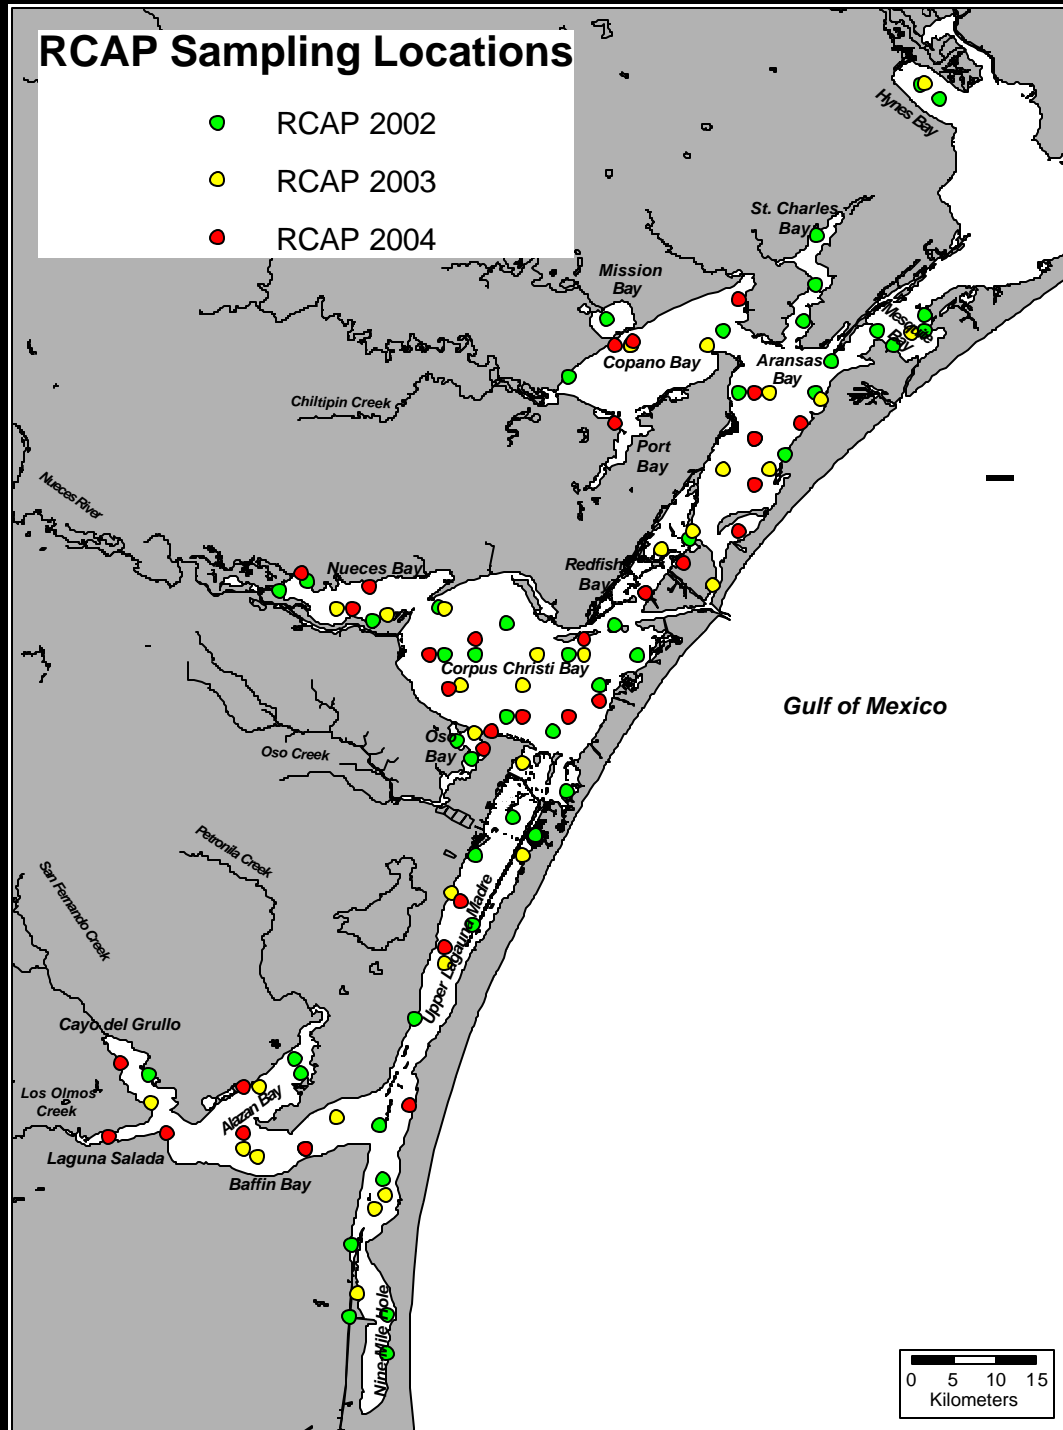 RCAP Sampling Locations
RCAP 2002
RCAP 2003
RCAP 2004
Hynes Bay
St. Charles
Bay
Mission
Bay
Mesquite
Bay
Copano Bay
Aransas
Bay
Chiltipin Creek
Port
Bay
Nueces River
Nueces Bay
Redfish
Bay
Corpus Christi Bay
Gulf of Mexico
Oso
Bay
Oso Creek
Petronila Creek
San Fernando Creek
Upper Lagauna Madre
Cayo del Grullo
Los Olmos
Creek
Alazan Bay
Laguna Salada
Baffin Bay
Nine-Mile Hole
0 5 10 15
Kilometers